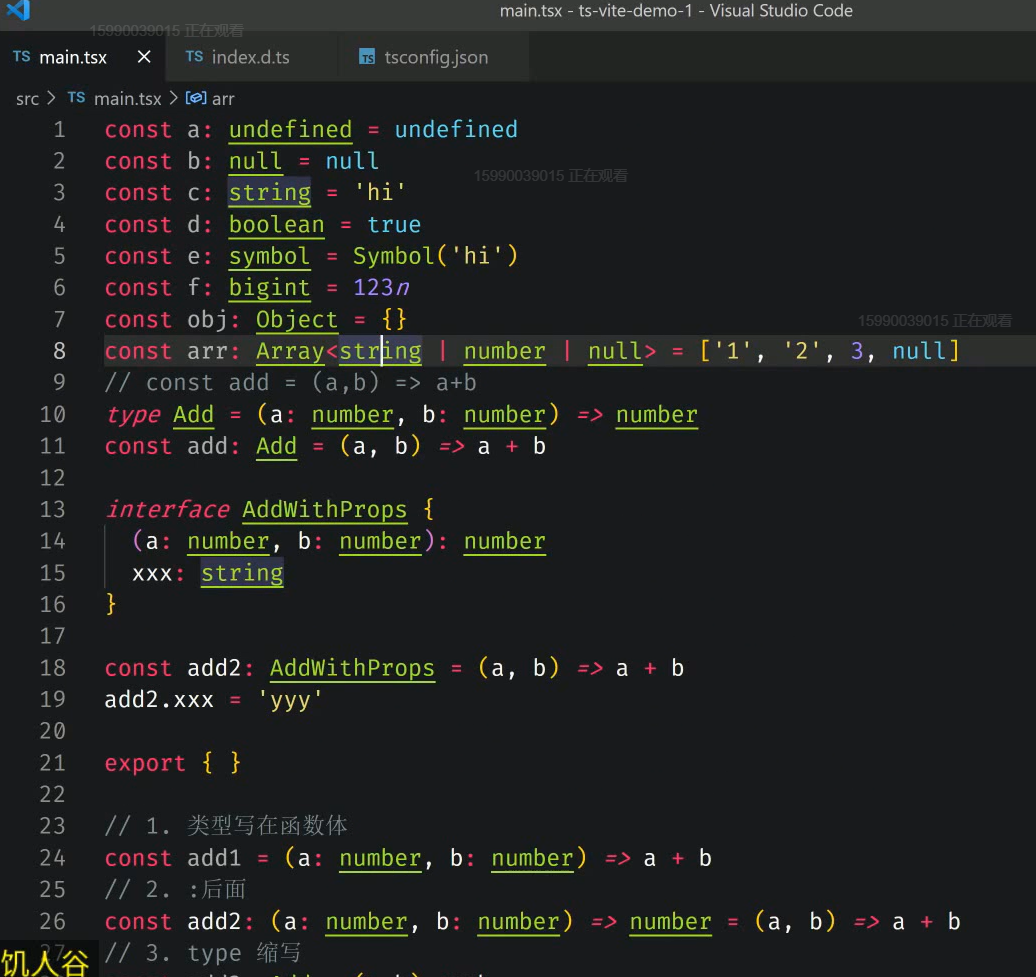 main.tsx - ts-vite-demo-1 - Visual Studio Code
15990039015 正在观看
TS main.tsx × TS index.d.ts TS tsconfig.json
src > TS main.tsx > arr
1 const a: undefined = undefined
2 const b: null = null
15990039015 正在观看
3 const c: string = 'hi'
4 const d: boolean = true
5 const e: symbol = Symbol('hi')
6 const f: bigint = 123n
7 const obj: Object = {}
15990039015 正在观看
8 const arr: Array<string | number | null> = ['1', '2', 3, null]
9 // const add = (a,b) => a+b
10 type Add = (a: number, b: number) => number
11 const add: Add = (a, b) => a + b
12
13 interface AddWithProps {
14 (a: number, b: number): number
15 xxx: string
16 }
17
18 const add2: AddWithProps = (a, b) => a + b
19 add2.xxx = 'yyy'
20
21 export { }
22
23 // 1. 类型写在函数体
24 const add1 = (a: number, b: number) => a + b
25 // 2. :后面
26 const add2: (a: number, b: number) => number = (a, b) => a + b
27 // 3. type 缩写
饥人谷